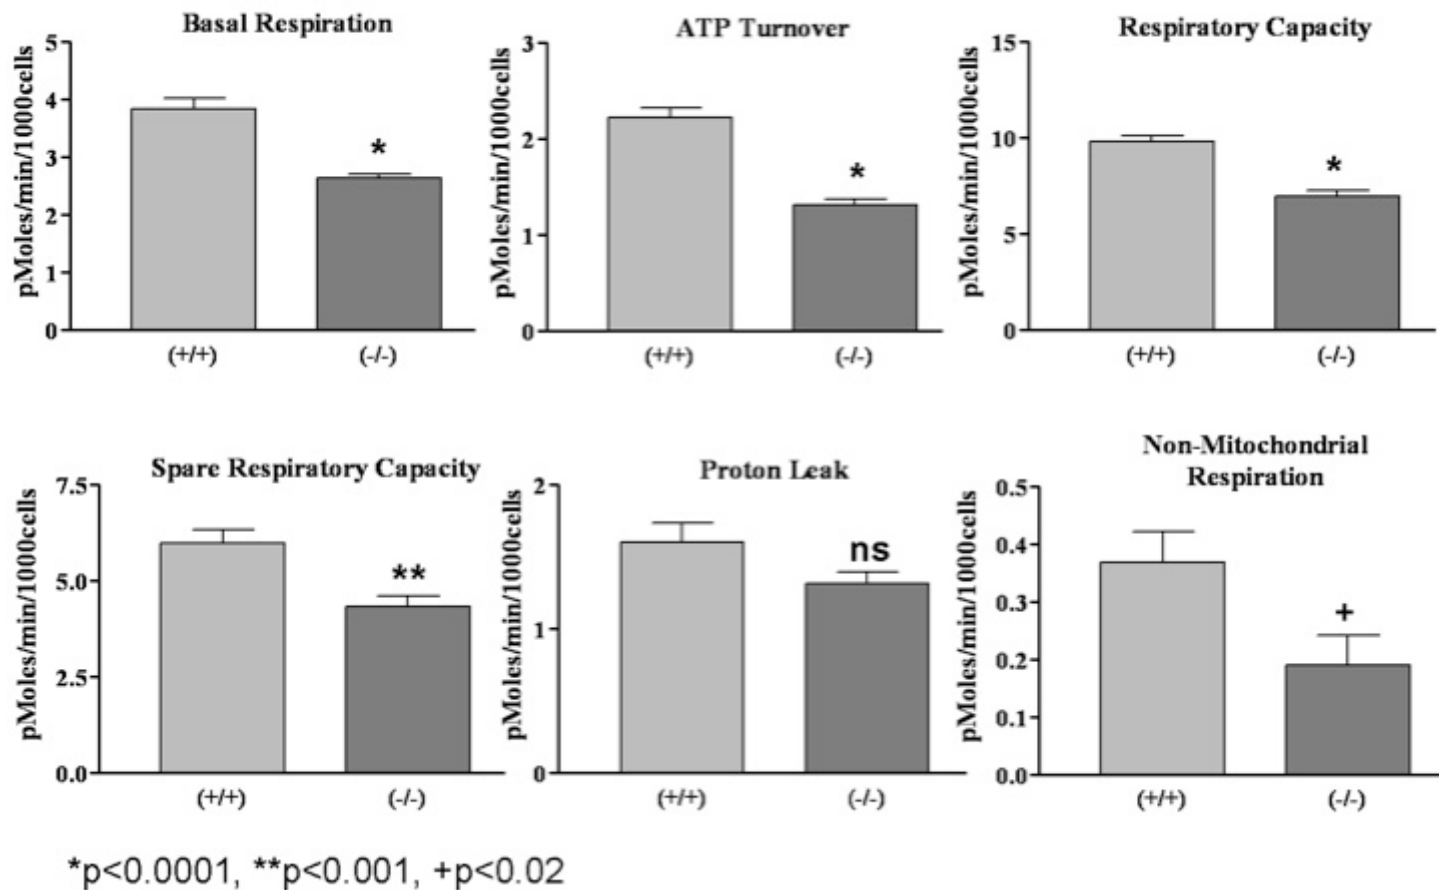 Basal Respiration
pMoles/min/1000cells
5
4
3
2
1
0
(+/+) (-/-)
*
ATP Turnover
pMoles/min/1000cells
3
2
1
0
(+/+) (-/-)
*
Respiratory Capacity
pMoles/min/1000cells
15
10
5
0
(+/+) (-/-)
*
Spare Respiratory Capacity
pMoles/min/1000cells
7.5
5.0
2.5
0.0
(+/+) (-/-)
**
Proton Leak
pMoles/min/1000cells
2
1
0
(+/+) (-/-)
ns
Non-Mitochondrial
Respiration
pMoles/min/1000cells
0.5
0.4
0.3
0.2
0.1
0.0
(+/+) (-/-)
+
*p<0.0001, **p<0.001, +p<0.02